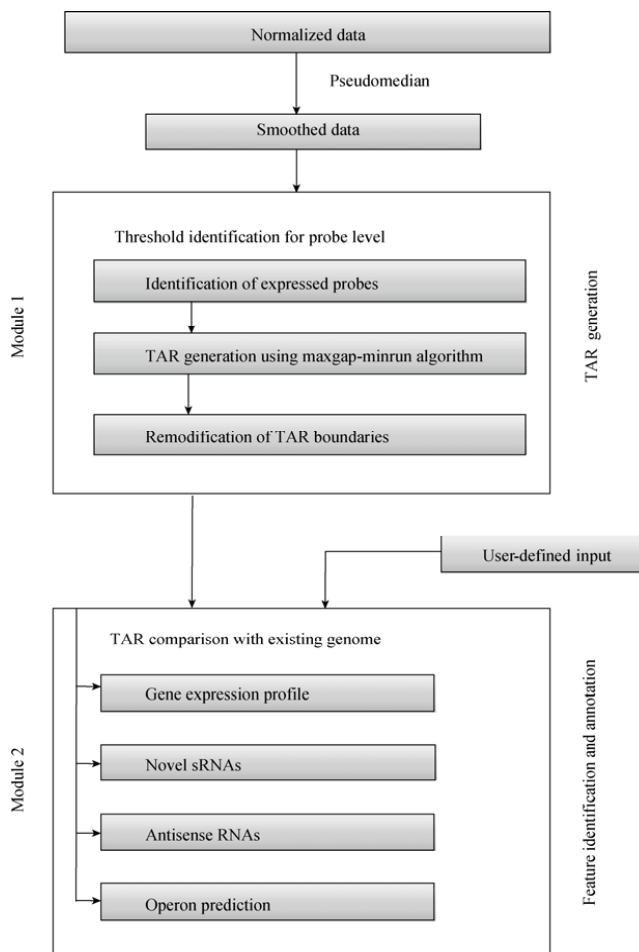 Normalized data
Pseudomedian
Smoothed data
Module 1
Threshold identification for probe level
Identification of expressed probes
TAR generation using maxgap-minrun algorithm
Remodification of TAR boundaries
TAR generation
User-defined input
Module 2
TAR comparison with existing genome
Gene expression profile
Novel sRNAs
Antisense RNAs
Operon prediction
Feature identification and annotation